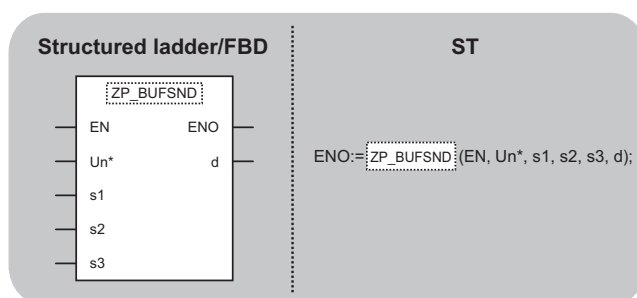 Structured ladder/FBD
ZP_BUFSND
EN ENO
Un* d
s1
s2
s3
ST
ENO:= ZP_BUFSND (EN, Un*, s1, s2, s3, d);